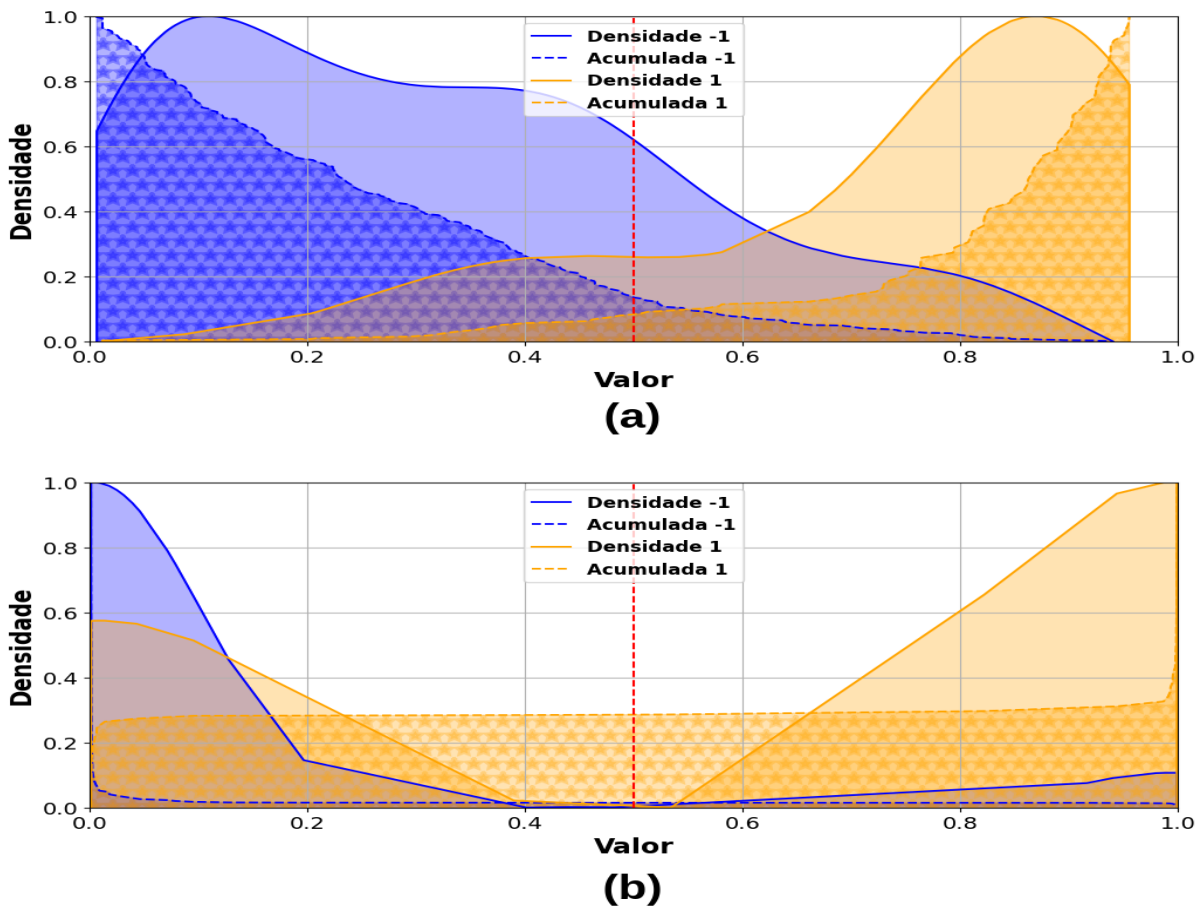 1.0
0.8
0.6
0.4
0.2
0.0
Densidade
Densidade -1
Acumulada -1
Densidade 1
Acumulada 1
0.0 0.2 0.4 0.6 0.8 1.0
Valor
(a)
1.0
0.8
0.6
0.4
0.2
0.0
Densidade
Densidade -1
Acumulada -1
Densidade 1
Acumulada 1
0.0 0.2 0.4 0.6 0.8 1.0
Valor
(b)